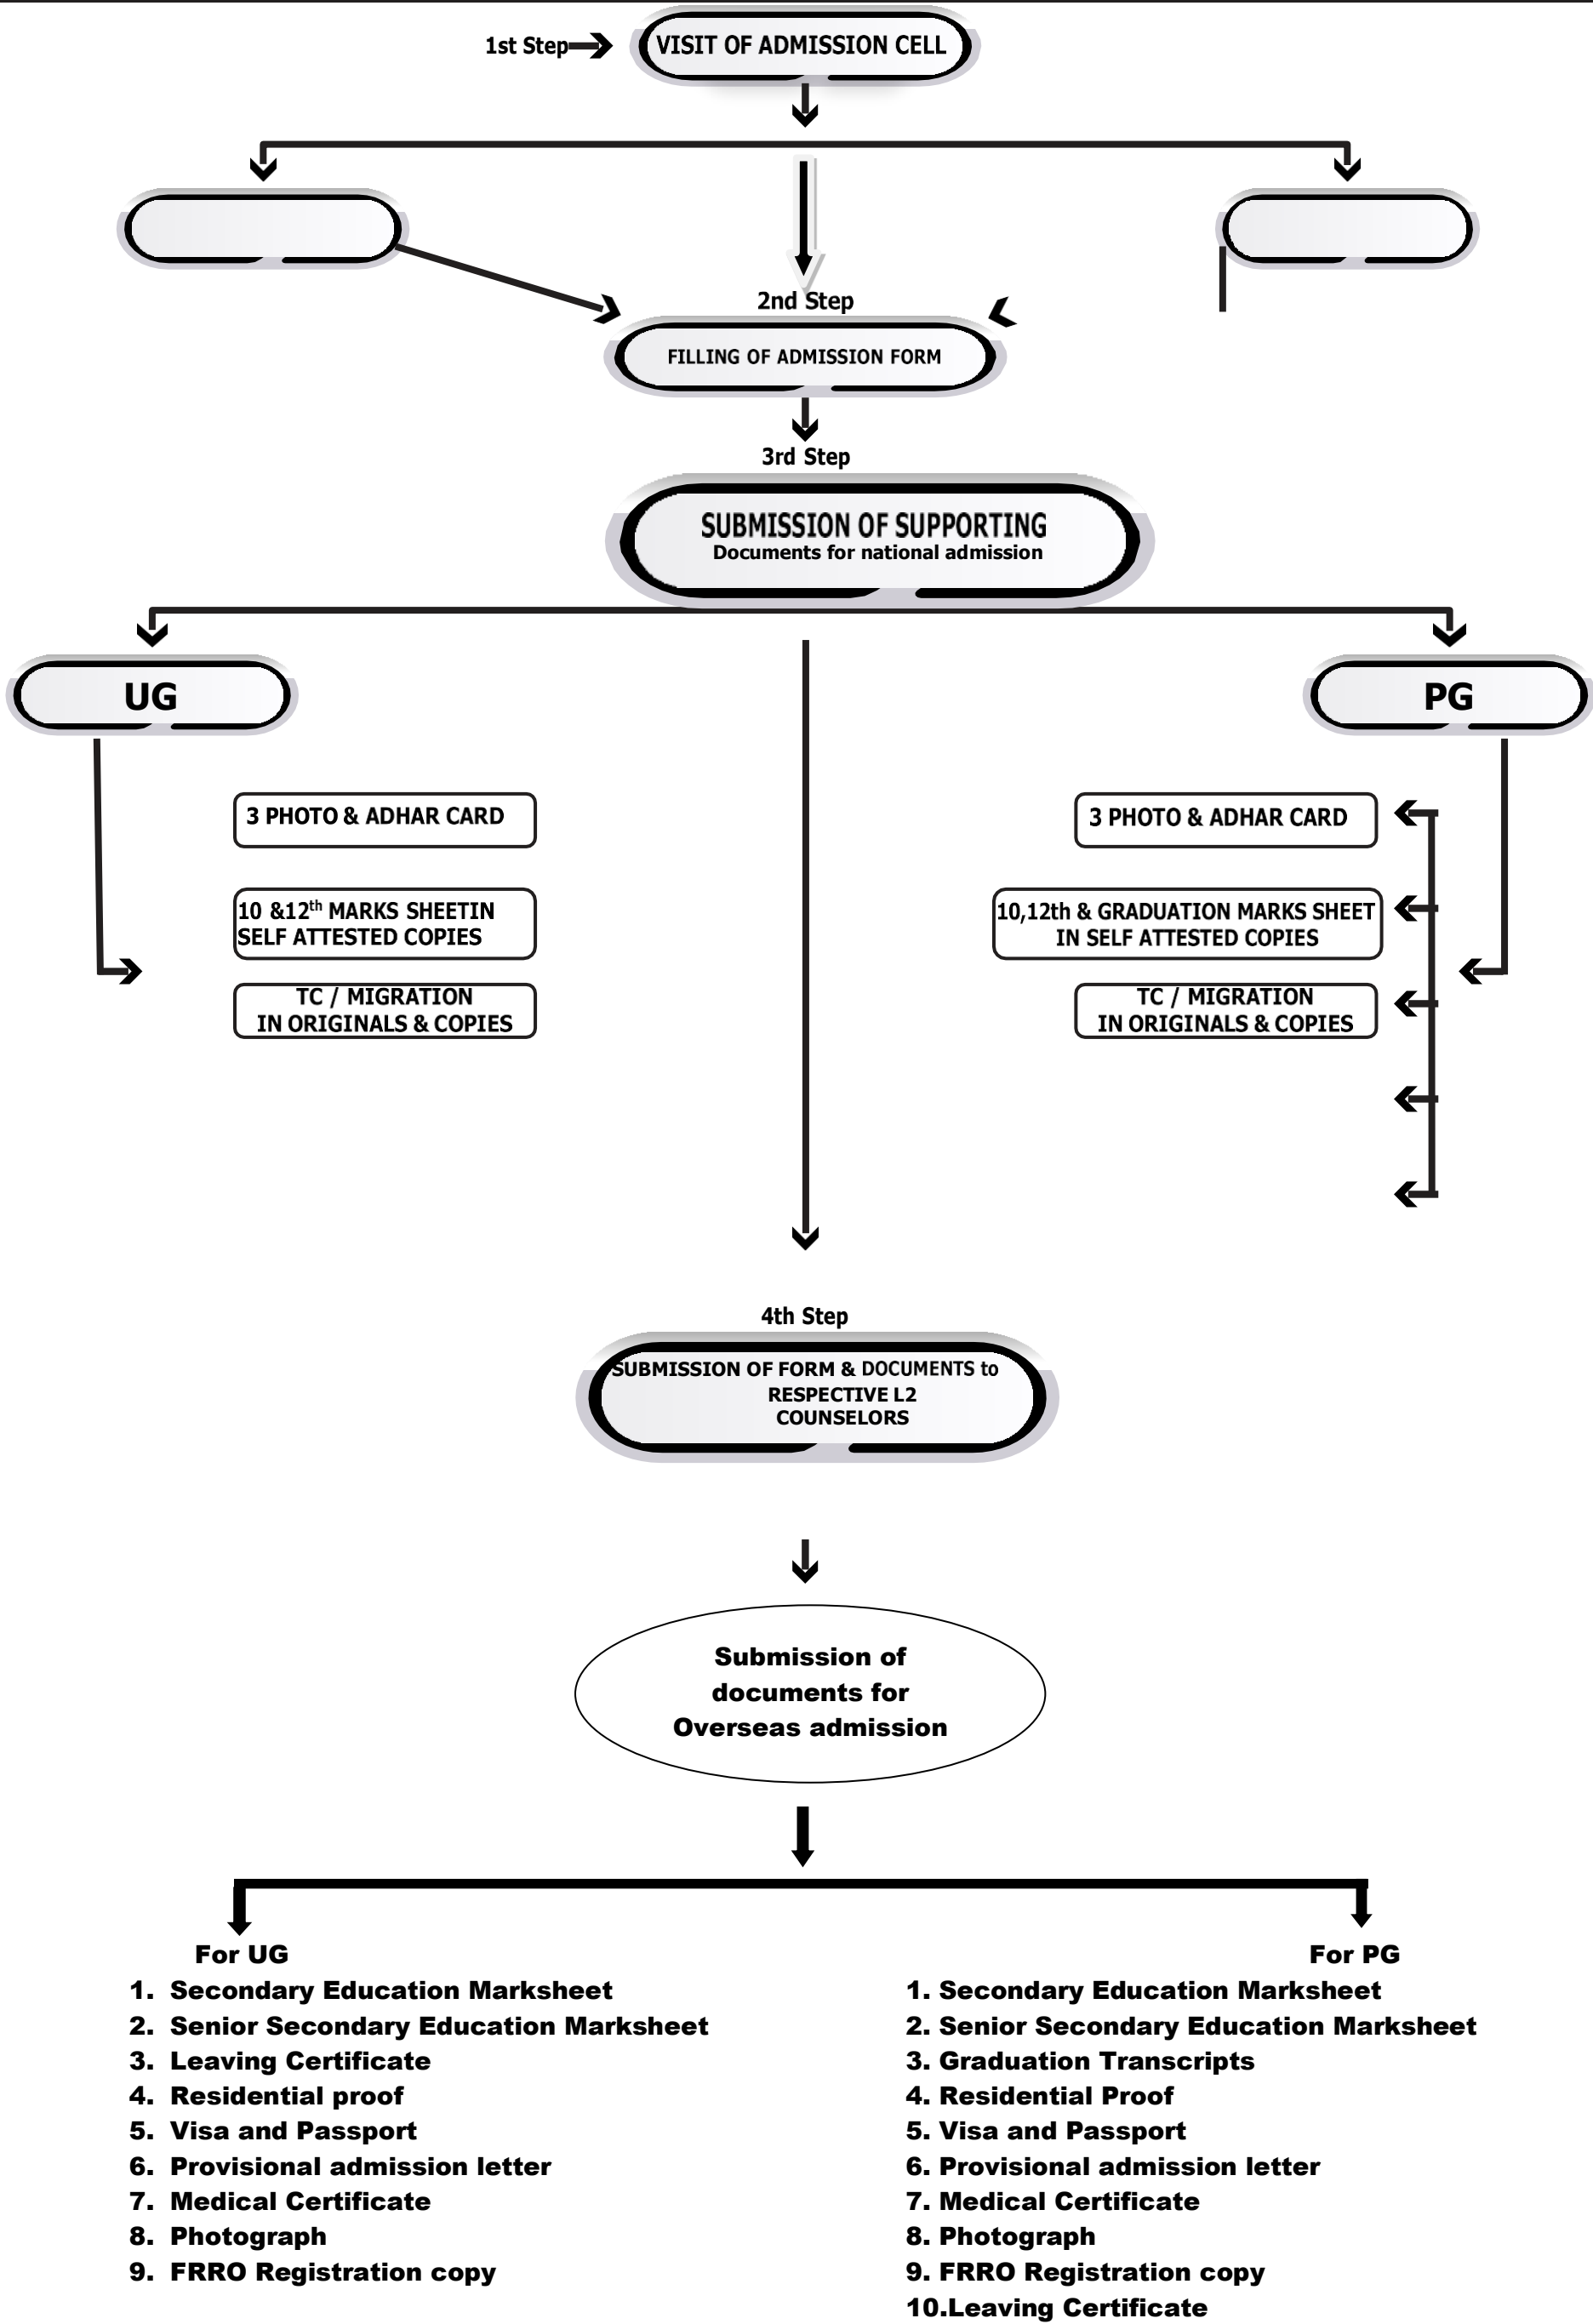 1st Step
VISIT OF ADMISSION CELL
2nd Step
FILLING OF ADMISSION FORM
3rd Step
SUBMISSION OF SUPPORTING
Documents for national admission
UG
PG
3 PHOTO & ADHAR CARD
10 &12th MARKS SHEETIN
SELF ATTESTED COPIES
TC / MIGRATION
IN ORIGINALS & COPIES
3 PHOTO & ADHAR CARD
10,12th & GRADUATION MARKS SHEET
IN SELF ATTESTED COPIES
TC / MIGRATION
IN ORIGINALS & COPIES
4th Step
SUBMISSION OF FORM & DOCUMENTS to
RESPECTIVE L2
COUNSELORS
Submission of
documents for
Overseas admission
For UG
1. Secondary Education Marksheet
2. Senior Secondary Education Marksheet
3. Leaving Certificate
4. Residential proof
5. Visa and Passport
6. Provisional admission letter
7. Medical Certificate
8. Photograph
9. FRRO Registration copy
For PG
1. Secondary Education Marksheet
2. Senior Secondary Education Marksheet
3. Graduation Transcripts
4. Residential Proof
5. Visa and Passport
6. Provisional admission letter
7. Medical Certificate
8. Photograph
9. FRRO Registration copy
10.Leaving Certificate